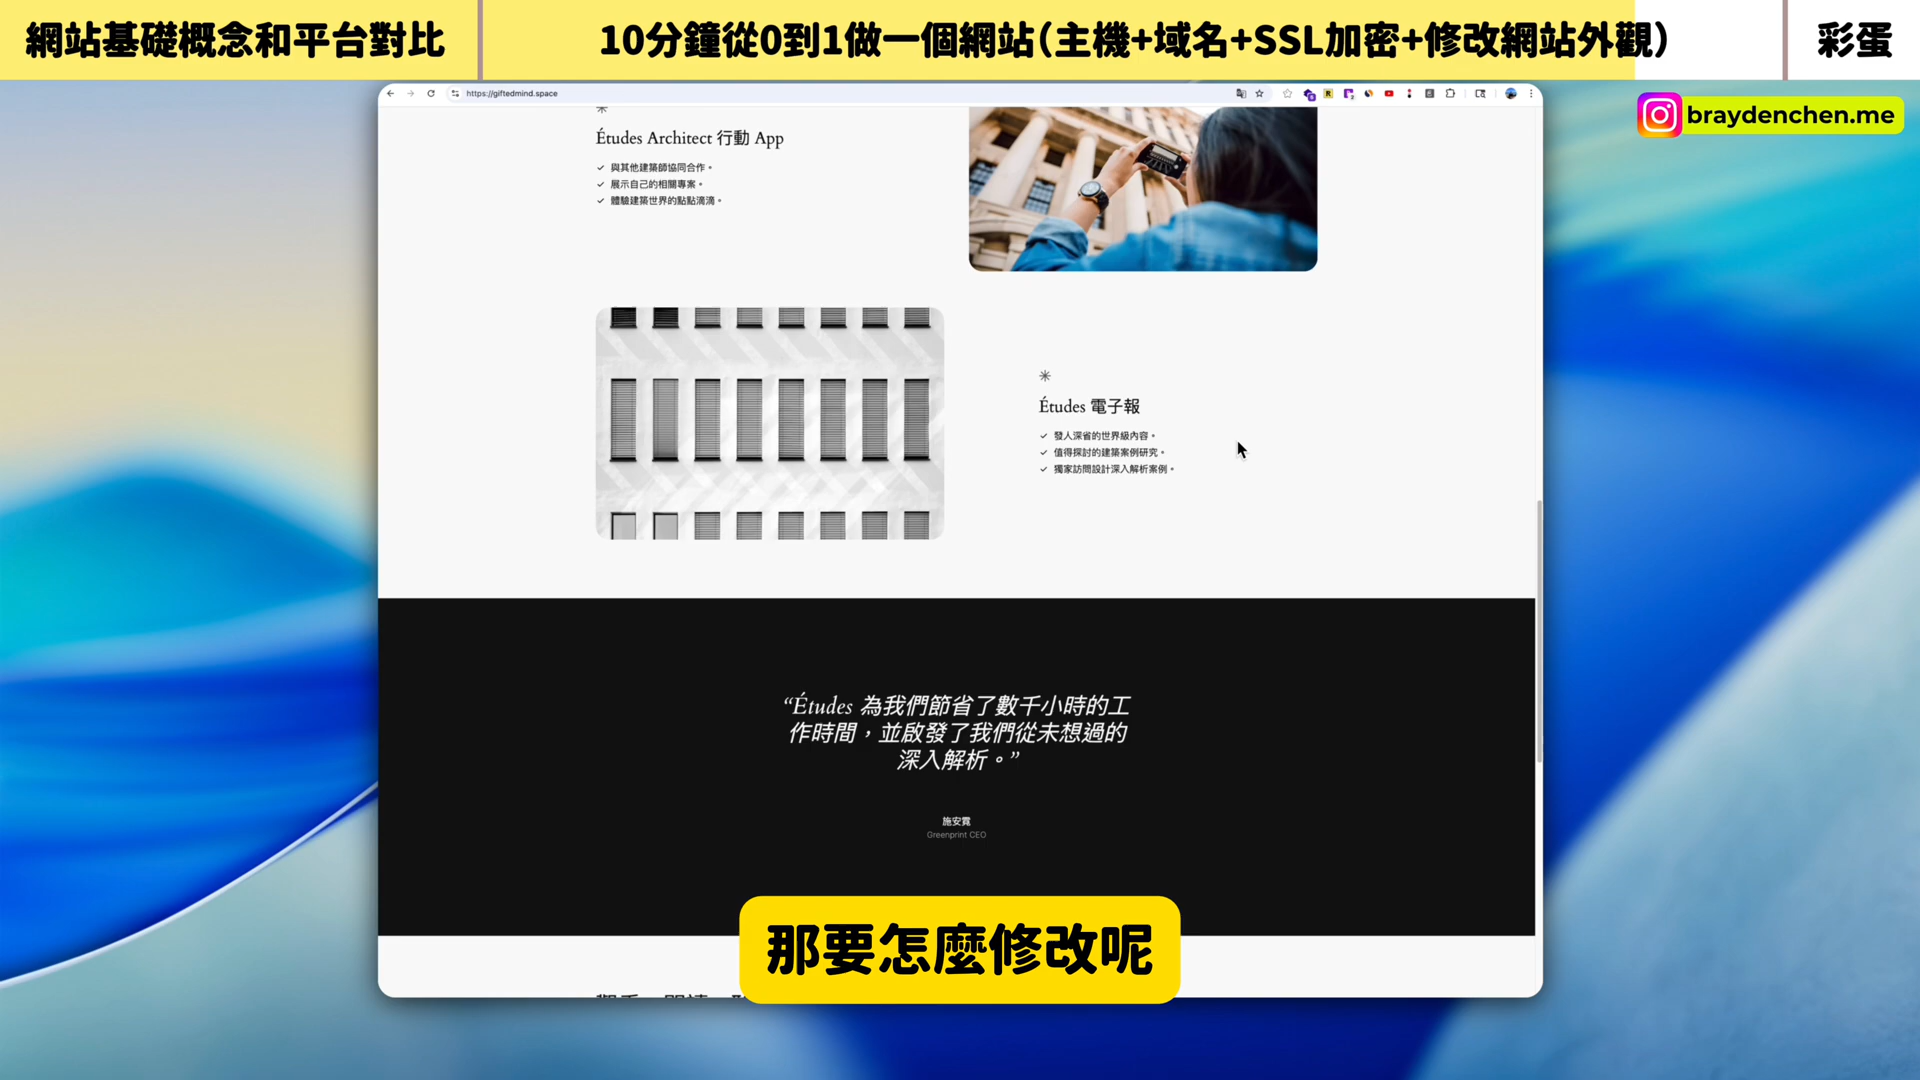 網站基礎概念和平台對比
10分鐘從0到1做一個網站(主機+域名+SSL加密+修改網站外觀)
彩蛋
https://giftedmind.space
braydenchen.me
Études Architect 行動 App
與其他建築師協同合作。
展示自己的相關專案。
體驗建築世界的點點滴滴。
Études 電子報
發人深省的世界級內容。
值得探討的建築案例研究。
獨家訪問設計深入解析案例。
“Études 為我們節省了數千小時的工
作時間,並啟發了我們從未想過的
深入解析。”
施安霓
Greenprint CEO
那要怎麼修改呢